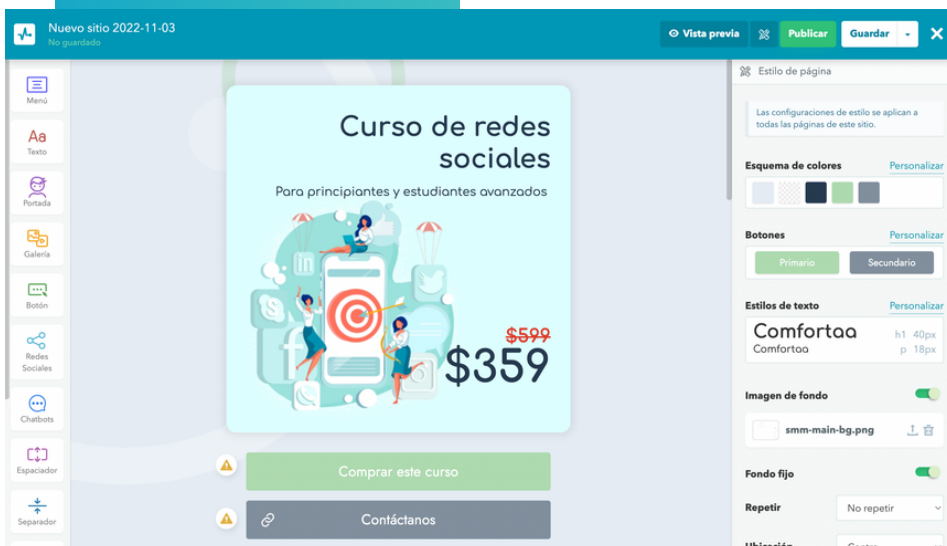 Nuevo sitio 2022-11-03
No guardado
Vista previa
Publicar
Guardar
Menú
Aa
Texto
Portada
Galería
Botón
Redes
Sociales
Chatbots
Espaciador
Separador
Curso de redes
sociales
Para principiantes y estudiantes avanzados
in
f
$599
$359
Comprar este curso
Contáctanos
Estilo de página
Las configuraciones de estilo se aplican a
todas las páginas de este sitio.
Esquema de colores Personalizar
Botones Personalizar
Primario Secundario
Estilos de texto Personalizar
Comfortaa h1 40px
Comfortaa p 18px
Imagen de fondo
smm-main-bg.png
Fondo fijo
Repetir No repetir
Ubicación Centro